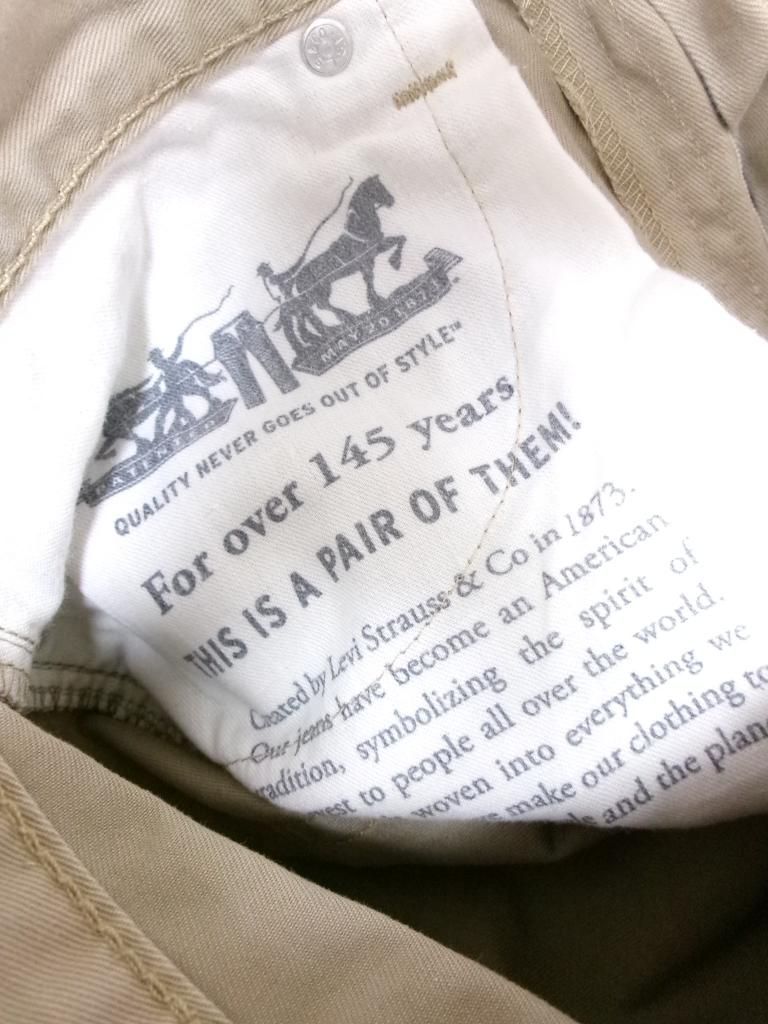 PATENTED
MAY 20 1873
QUALITY NEVER GOES OUT OF STYLE™
For over 145 years
THIS IS A PAIR OF THEM!
Created by Levi Strauss & Co in 1873.
Our jeans have become an American
tradition, symbolizing the spirit of
to people all over the world.
woven into everything we
make our clothing to
and the plan